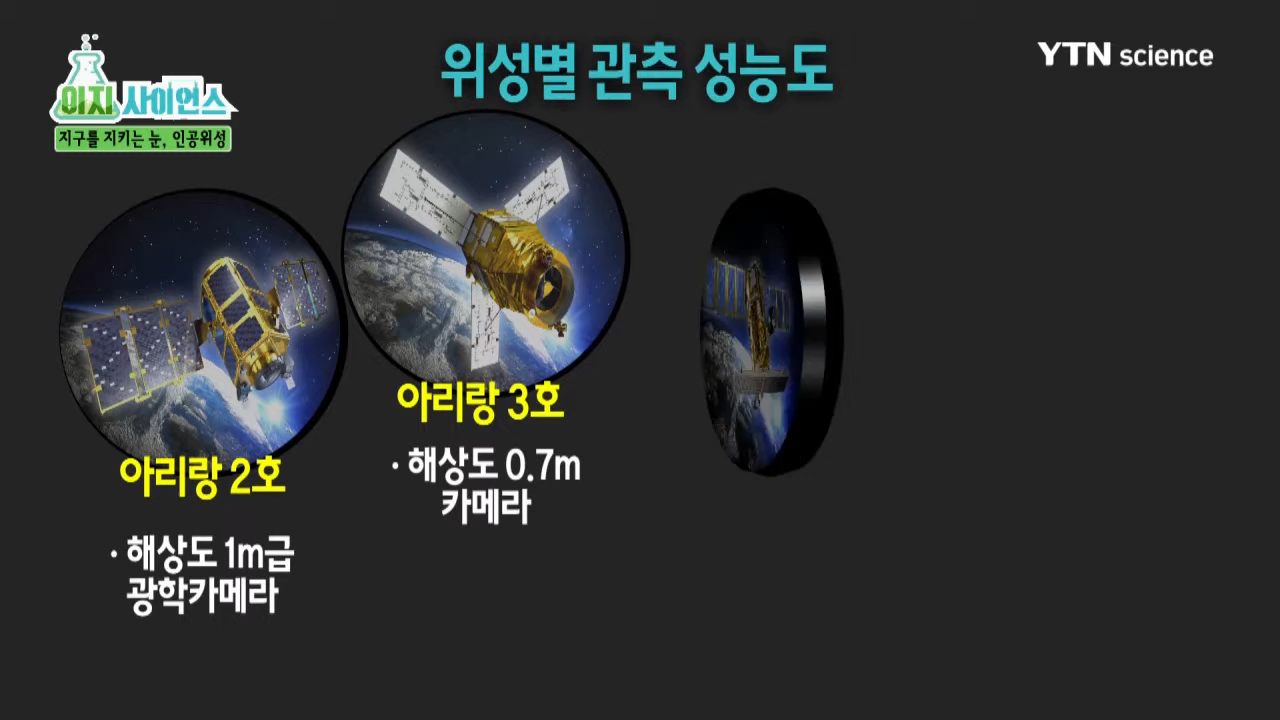 위성별 관측 성능도
YTN science
이지 사이언스
지구를 지키는 눈, 인공위성
아리랑 2호
· 해상도 1m급
광학카메라
아리랑 3호
· 해상도 0.7m
카메라